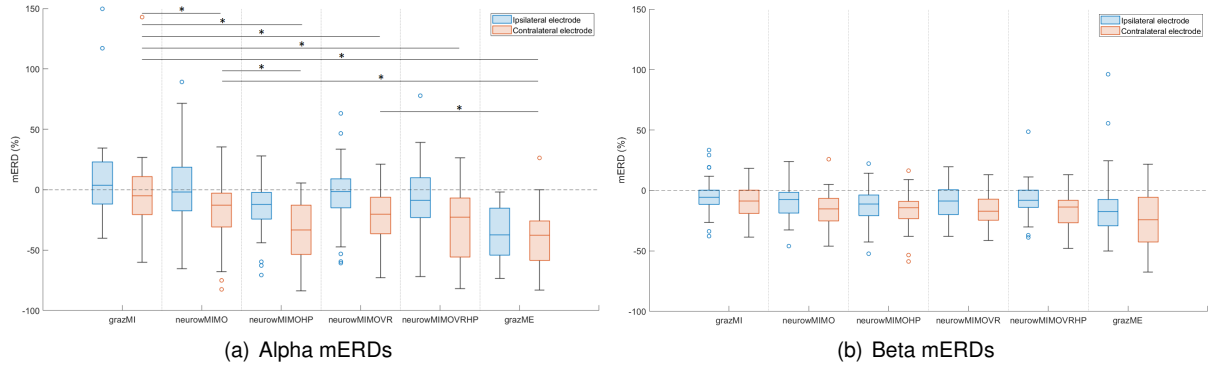 150
100
50
0
-50
-100
mERD (%)
*
*
*
*
*
*
*
*
Ipsilateral electrode
Contralateral electrode
grazMI
neurowMIMO
neurowMIMOHP
neurowMIMOVR
neurowMIMOVRHP
grazME
(a) Alpha mERDs
150
100
50
0
-50
-100
mERD (%)
Ipsilateral electrode
Contralateral electrode
grazMI
neurowMIMO
neurowMIMOHP
neurowMIMOVR
neurowMIMOVRHP
grazME
(b) Beta mERDs